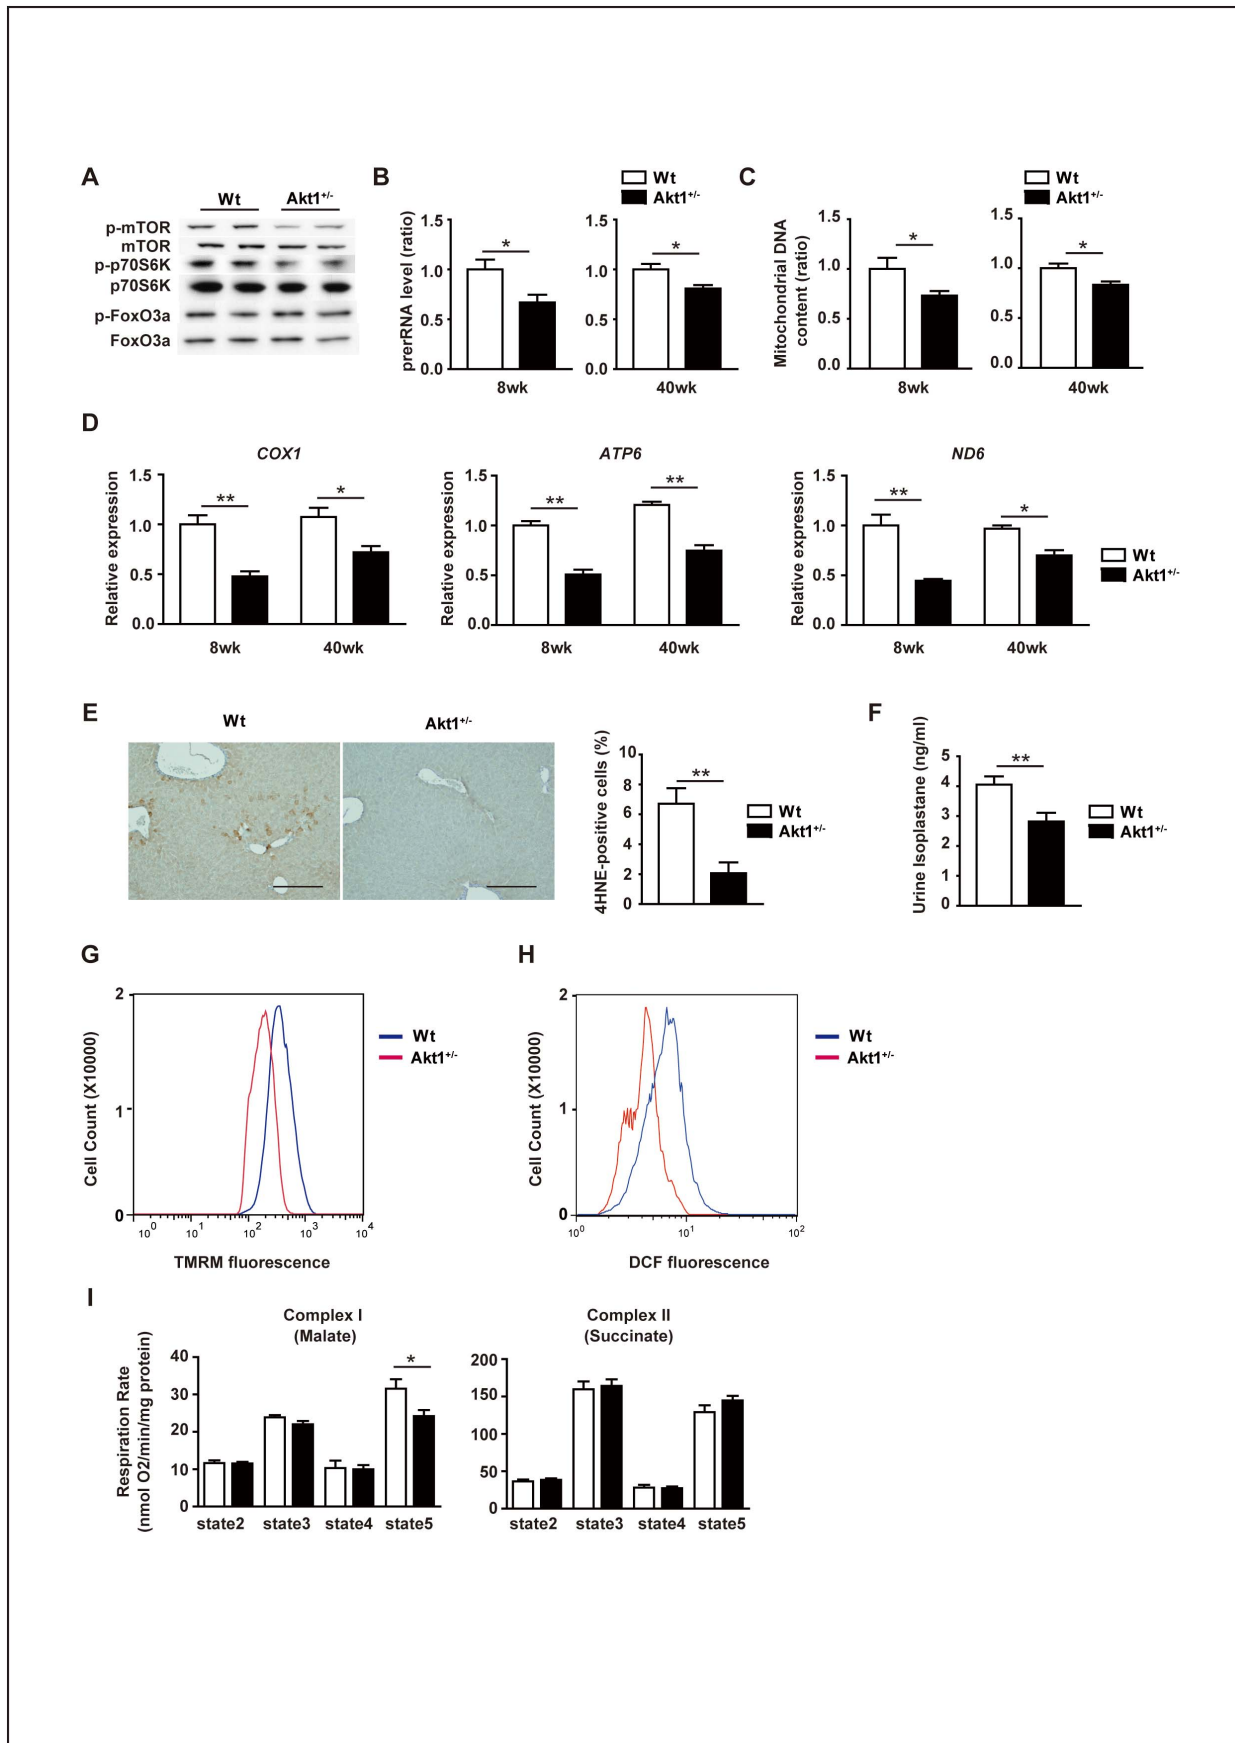 A
Wt Akt1+/-
p-mTOR
mTOR
p-p70S6K
p70S6K
p-FoxO3a
FoxO3a
B
Wt
Akt1+/-
prerRNA level (ratio)
1.5
1.0
0.5
0.0
*
8wk
1.5
1.0
0.5
0.0
*
40wk
C
Wt
Akt1+/-
Mitochondrial DNA
content (ratio)
1.5
1.0
0.5
0.0
*
8wk
1.5
1.0
0.5
0.0
*
40wk
D
COX1
Relative expression
1.5
1.0
0.5
0.0
** *
8wk 40wk
ATP6
Relative expression
1.5
1.0
0.5
0.0
** **
8wk 40wk
ND6
Relative expression
1.5
1.0
0.5
0.0
** *
8wk 40wk
Wt
Akt1+/-
E
Wt Akt1+/-
4HNE-positive cells (%)
10
8
6
4
2
0
**
Wt
Akt1+/-
F
Urine Isoplastane (ng/ml)
5
4
3
2
1
0
**
Wt
Akt1+/-
G
Cell Count (X10000)
2
1
0
10^0 10^1 10^2 10^3 10^4
TMRM fluorescence
Wt
Akt1+/-
H
Cell Count (X10000)
2
1
0
10^0 10^1 10^2
DCF fluorescence
Wt
Akt1+/-
I
Complex I
(Malate)
Respiration Rate
(nmol O2/min/mg protein)
40
30
20
10
0
*
state2 state3 state4 state5
Complex II
(Succinate)
200
150
100
50
0
state2 state3 state4 state5